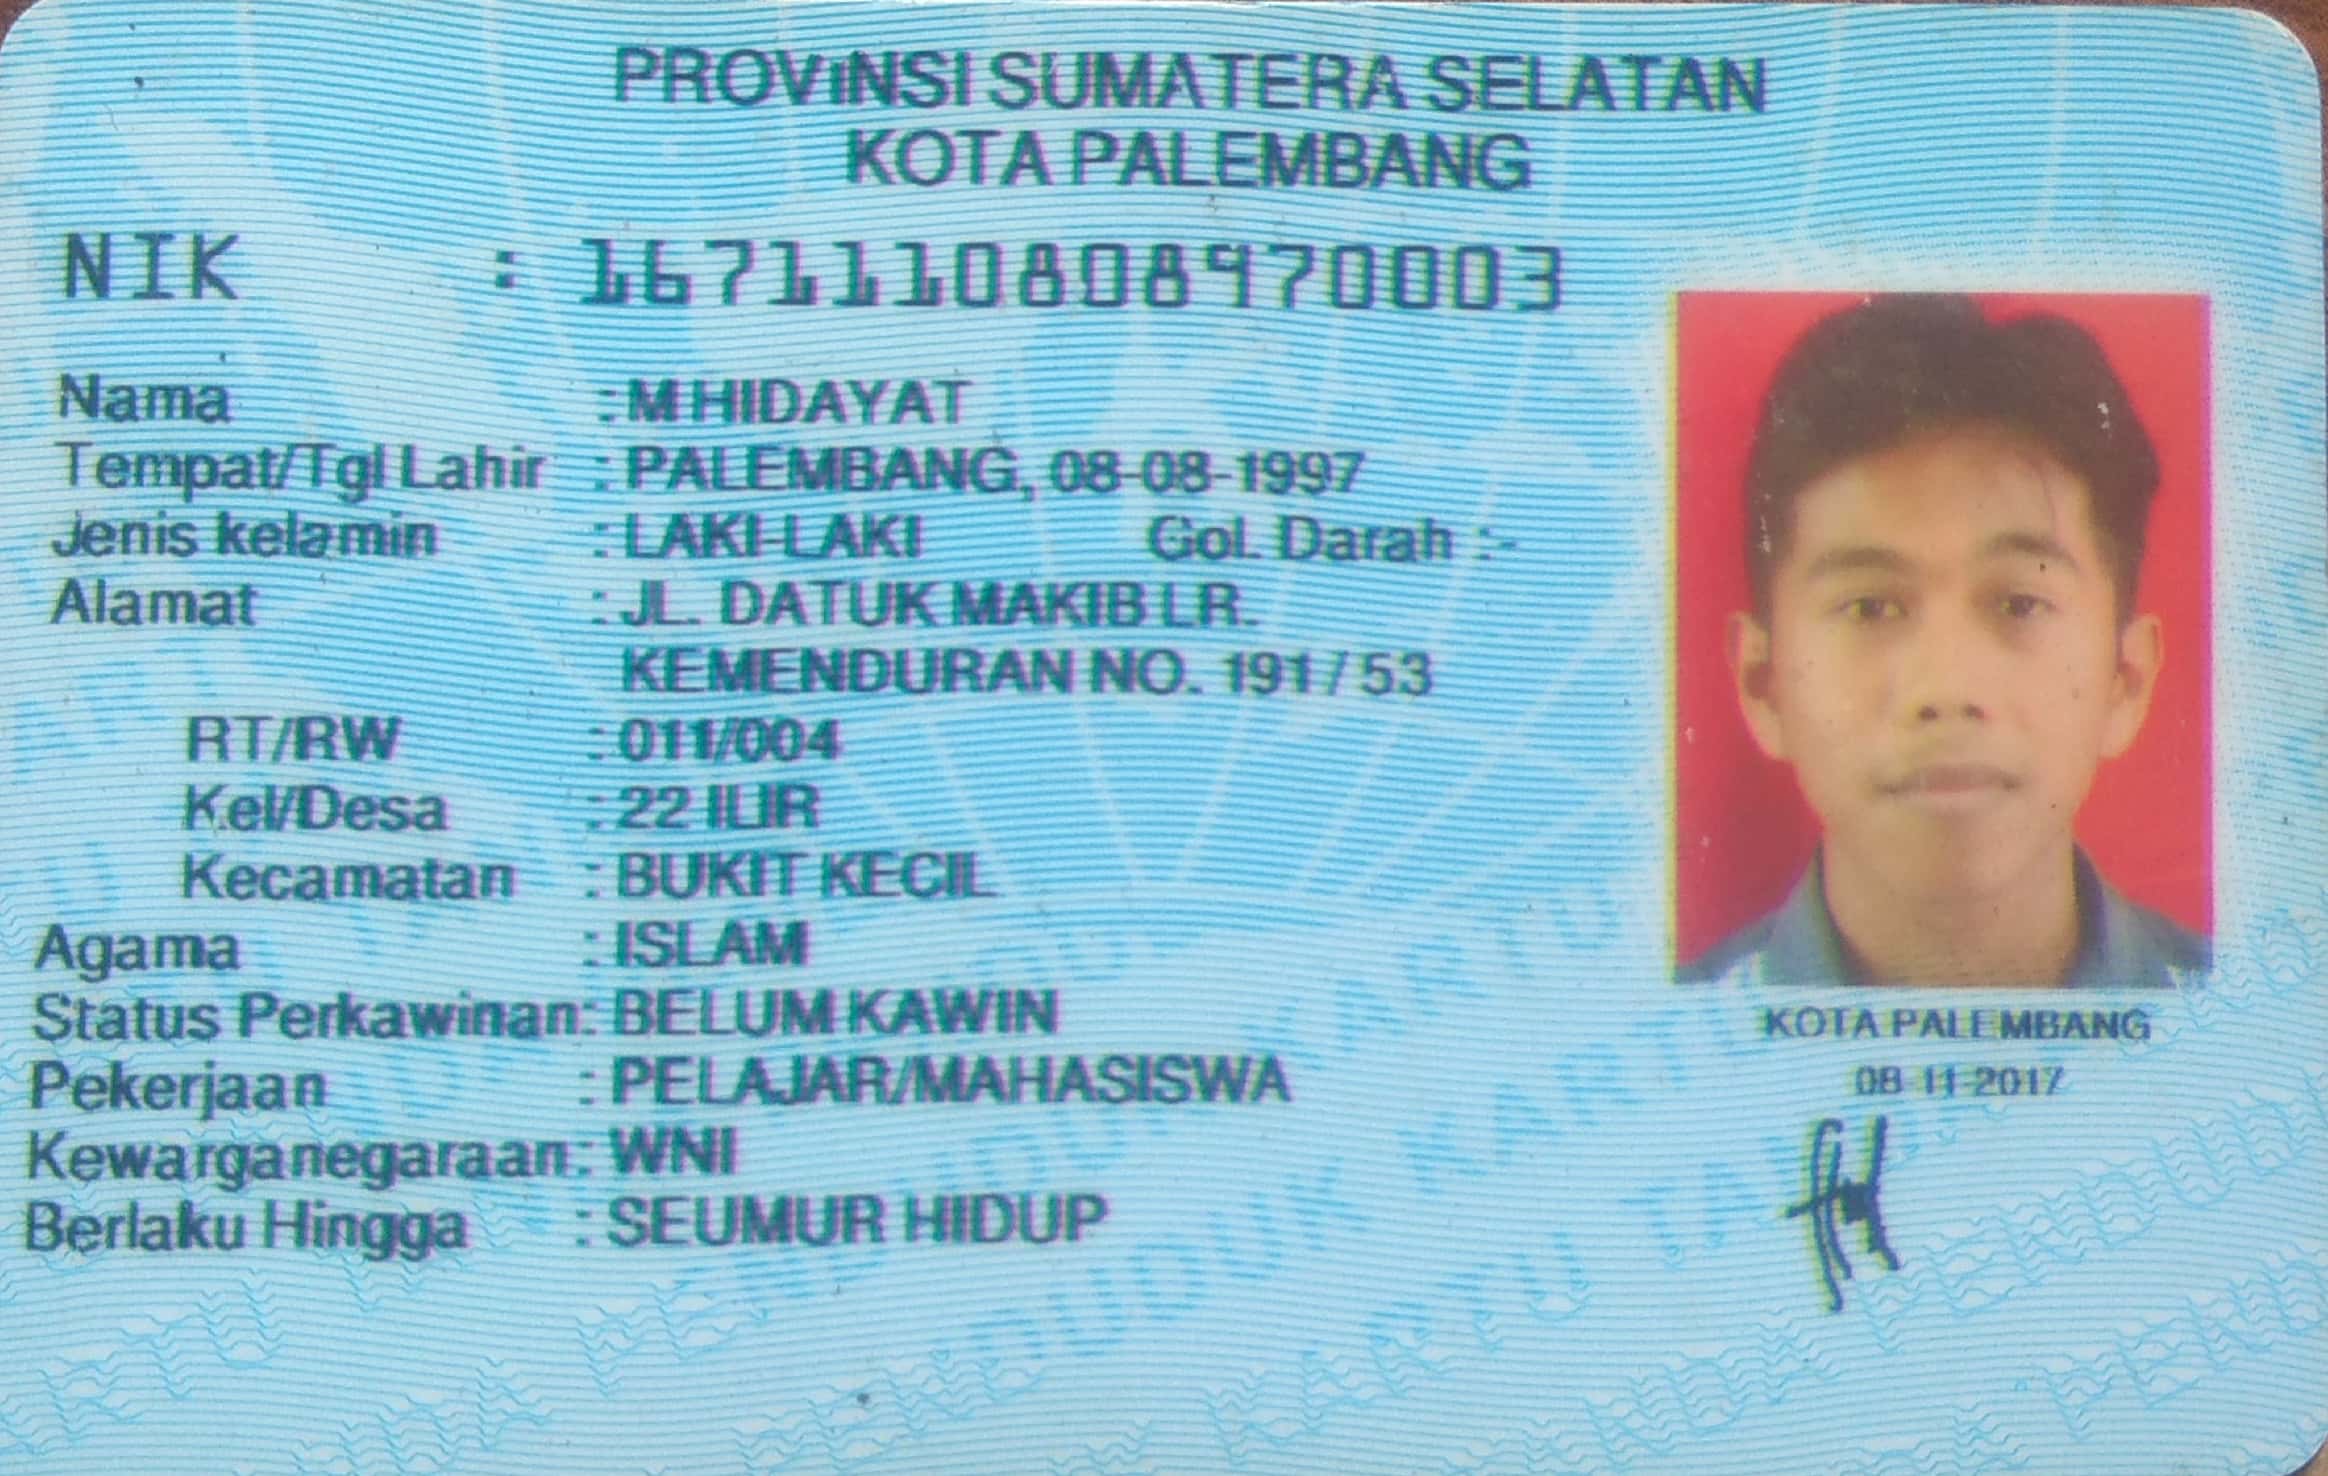 PROVINSI SUMATERA SELATAN
KOTA PALEMBANG
NIK : 1671110808970003
Nama : M HIDAYAT
Tempat/Tgl Lahir : PALEMBANG, 08-08-1997
Jenis kelamin : LAKI-LAKI Gol. Darah :-
Alamat : JL. DATUK MAKIB LR.
KEMENDURAN NO. 191 / 53
RT/RW : 011/004
Kel/Desa : 22 ILIR
Kecamatan : BUKIT KECIL
Agama : ISLAM
Status Perkawinan: BELUM KAWIN
Pekerjaan : PELAJAR/MAHASISWA
Kewarganegaraan: WNI
Berlaku Hingga : SEUMUR HIDUP
KOTA PALEMBANG
08-11-2017